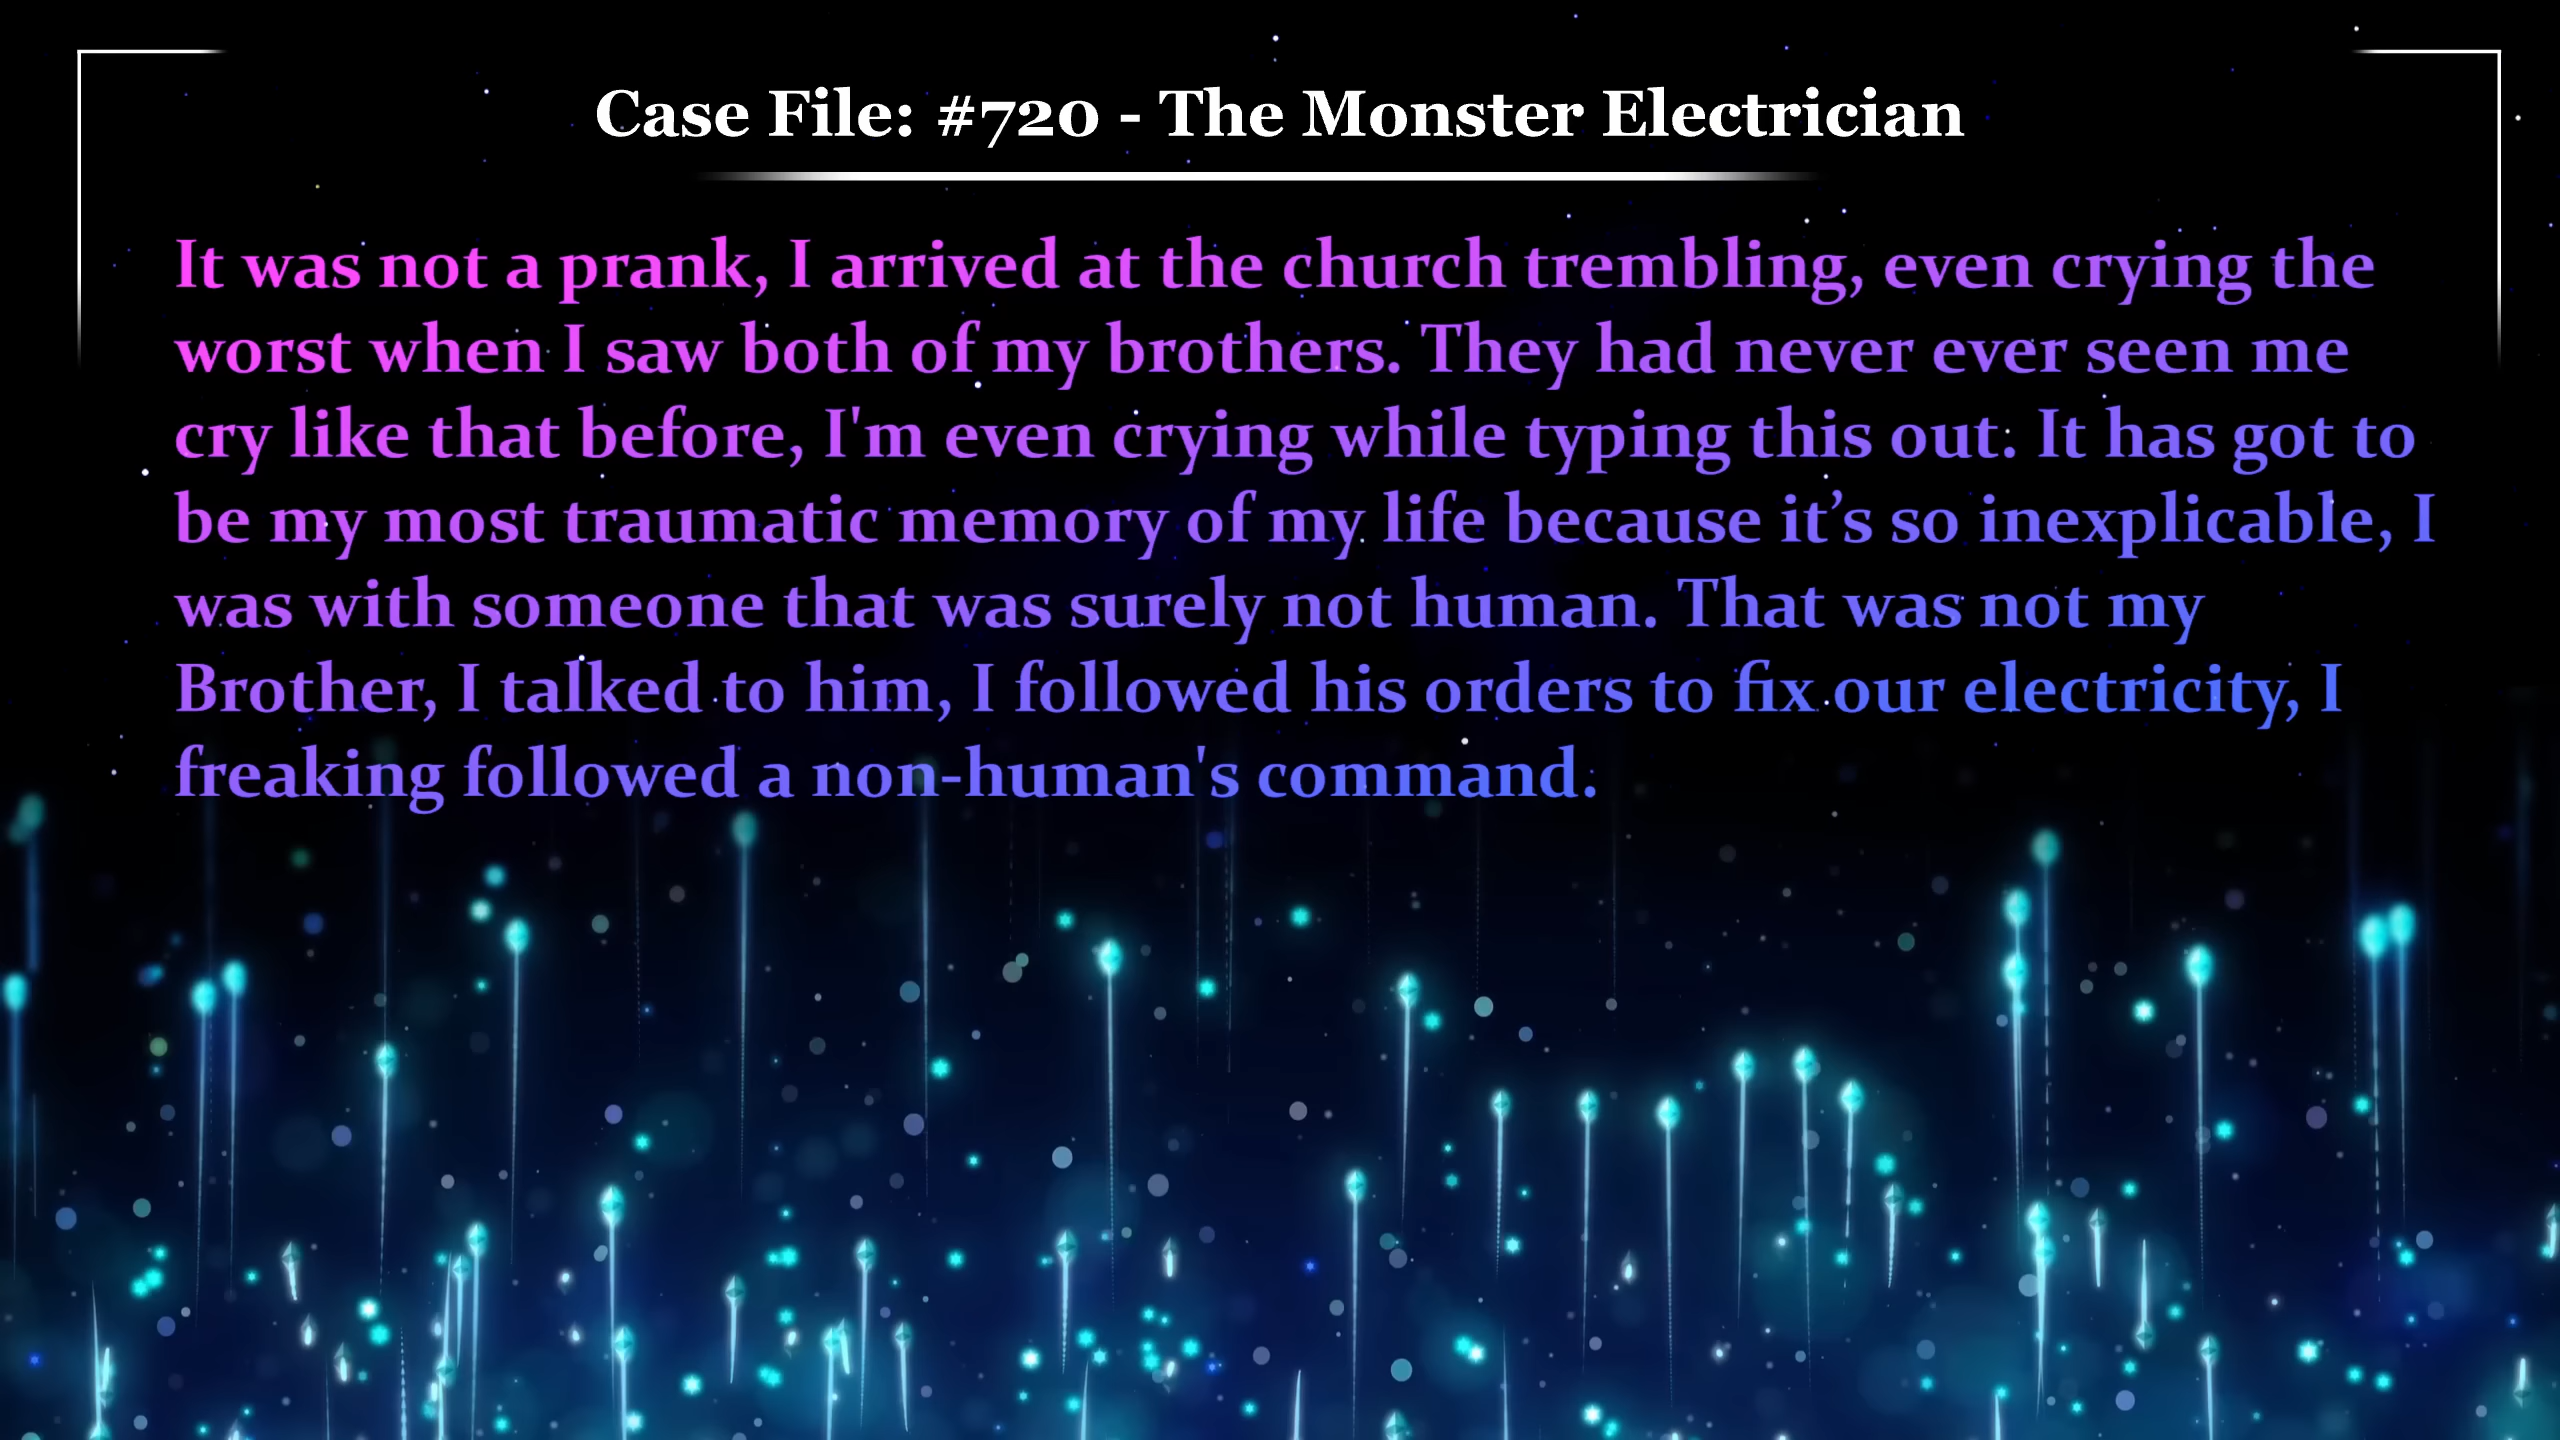 Case File: #720 - The Monster Electrician
It was not a prank, I arrived at the church trembling, even crying the
worst when I saw both of my brothers. They had never ever seen me
cry like that before, I'm even crying while typing this out. It has got to
be my most traumatic memory of my life because it’s so inexplicable, I
was with someone that was surely not human. That was not my
Brother, I talked to him, I followed his orders to fix our electricity, I
freaking followed a non-human's command.